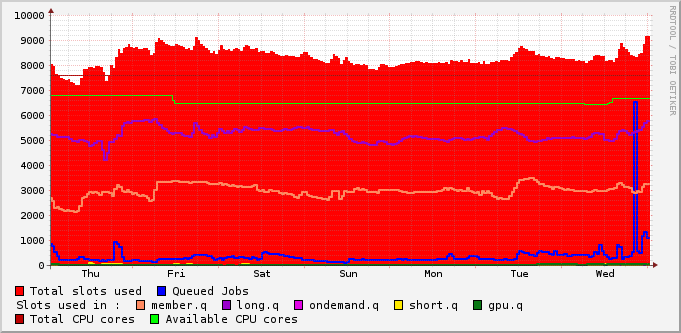 RRDTOOL / TOBI OETIKER
10000
9000
8000
7000
6000
5000
4000
3000
2000
1000
0
Thu Fri Sat Sun Mon Tue Wed
Total slots used Queued Jobs
Slots used in : member.q long.q ondemand.q short.q gpu.q
Total CPU cores Available CPU cores